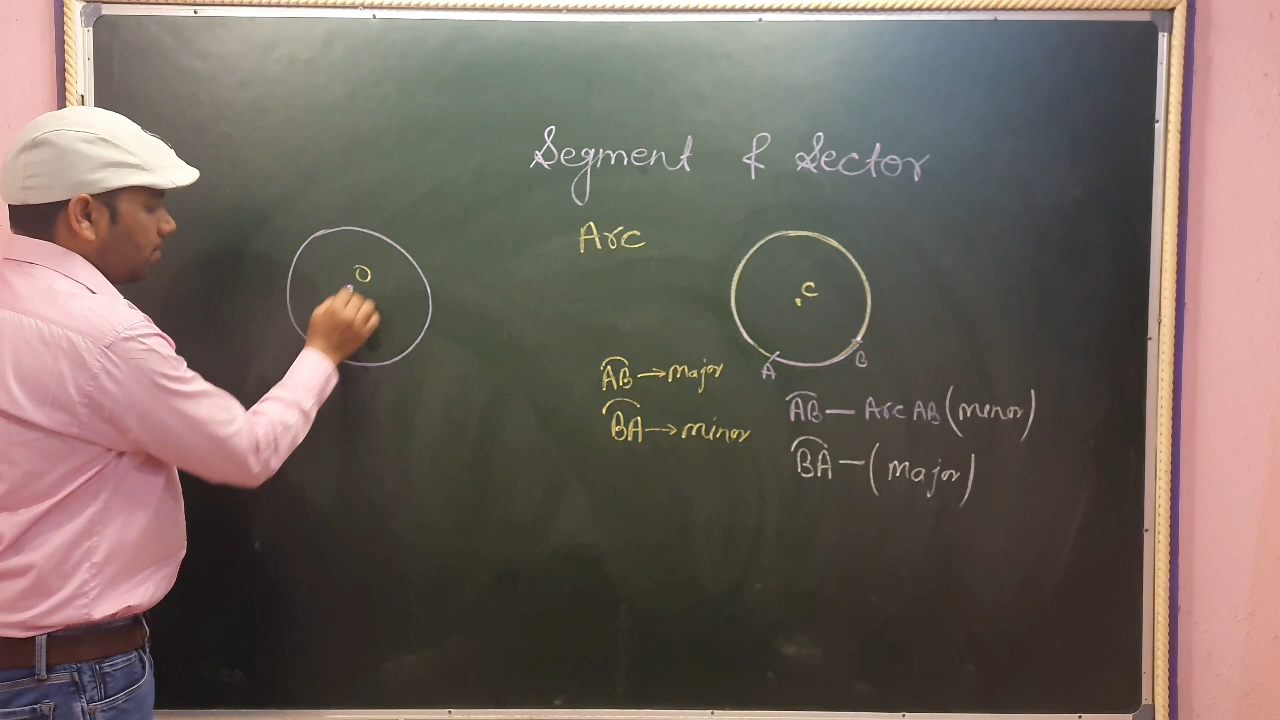 Segment & Sector
Arc
O
C
A
B
AB → major
BA → minor
AB — Arc AB (minor)
BA — (major)